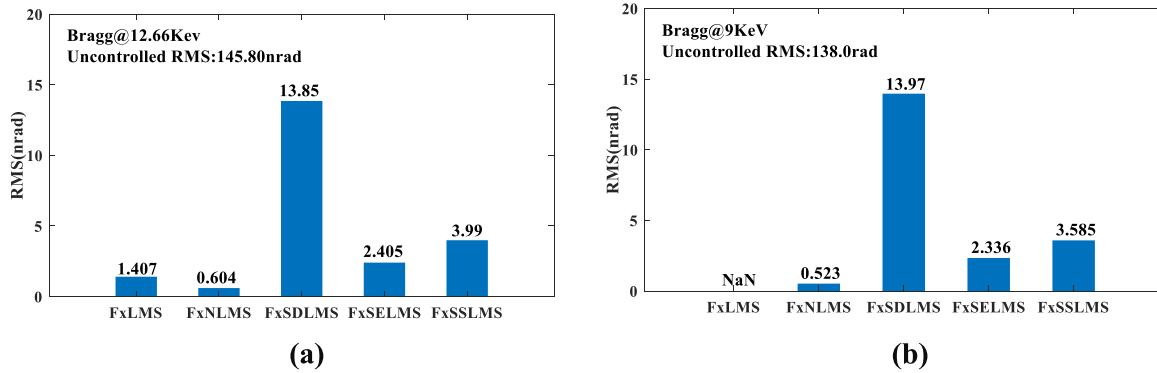 Bragg@12.66Kev
Uncontrolled RMS:145.80nrad
RMS(nrad)
20
15
10
5
0
1.407
0.604
13.85
2.405
3.99
FxLMS FxNLMS FxSDLMS FxSELMS FxSSLMS
(a)
Bragg@9KeV
Uncontrolled RMS:138.0rad
RMS(nrad)
20
15
10
5
0
NaN
0.523
13.97
2.336
3.585
FxLMS FxNLMS FxSDLMS FxSELMS FxSSLMS
(b)